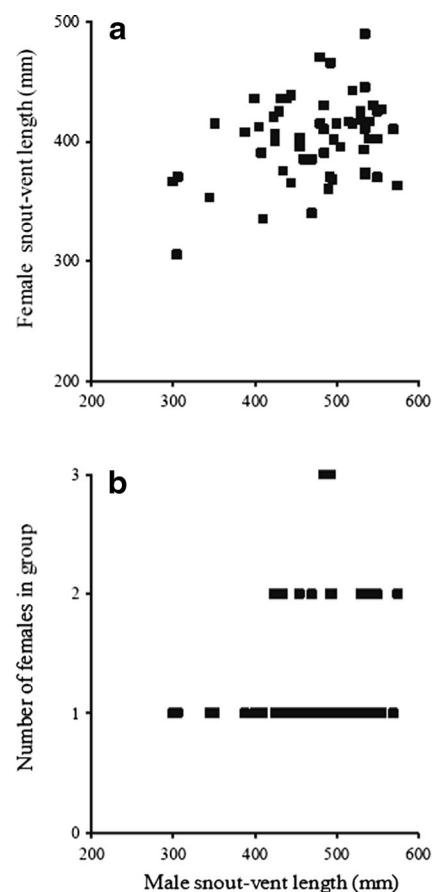 a
Female snout-vent length (mm)
500
400
300
200
200 300 400 500 600
b
Number of females in group
3
2
1
0
200 300 400 500 600
Male snout-vent length (mm)